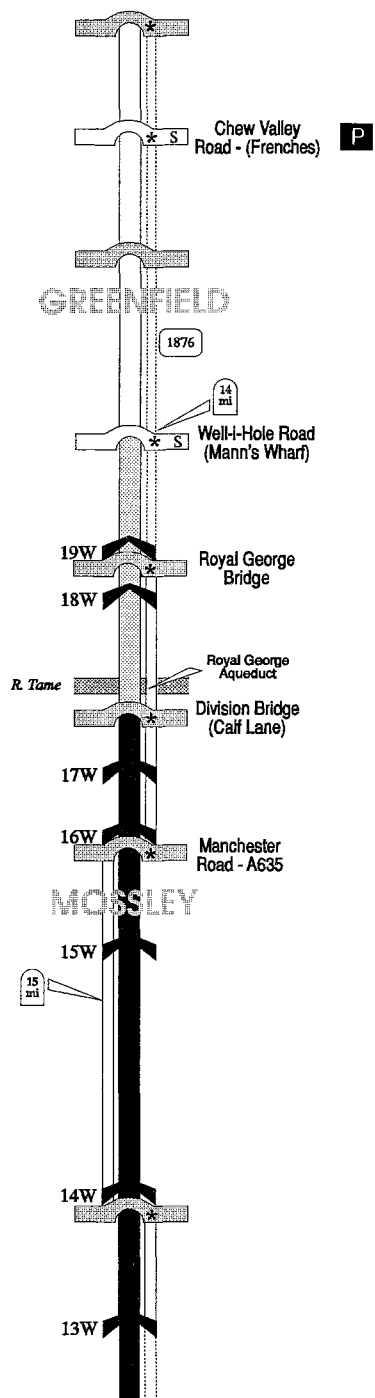 *
Chew Valley
Road - (Frenches)
P
* S
GREENFIELD
1876
14
mi
* S
Well-i-Hole Road
(Mann's Wharf)
19W
*
Royal George
Bridge
18W
R. Tame
Royal George
Aqueduct
*
Division Bridge
(Calf Lane)
17W
16W
*
Manchester
Road - A635
MOSSLEY
15W
15
mi
14W
*
13W